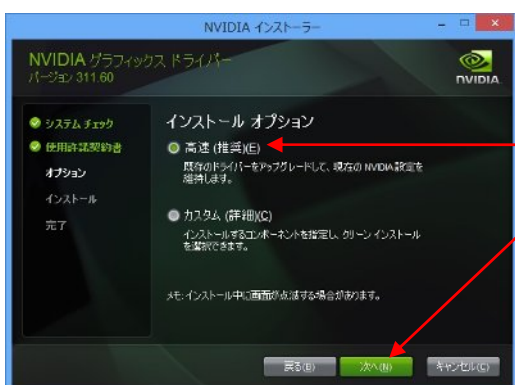 NVIDIA インストーラー
NVIDIA グラフィックス ドライバー
バージョン 311.60
NVIDIA.
システム チェック
使用許諾契約書
オプション
インストール
完了
インストール オプション
高速 (推奨)(E)
既存のドライバーをアップグレードして、現在の NVIDIA 設定を
維持します。
カスタム (詳細)(C)
インストールするコンポーネントを指定し、クリーン インストール
を選択できます。
メモ: インストール中に画面が点滅する場合があります。
戻る(B)
次へ(N)
キャンセル(C)